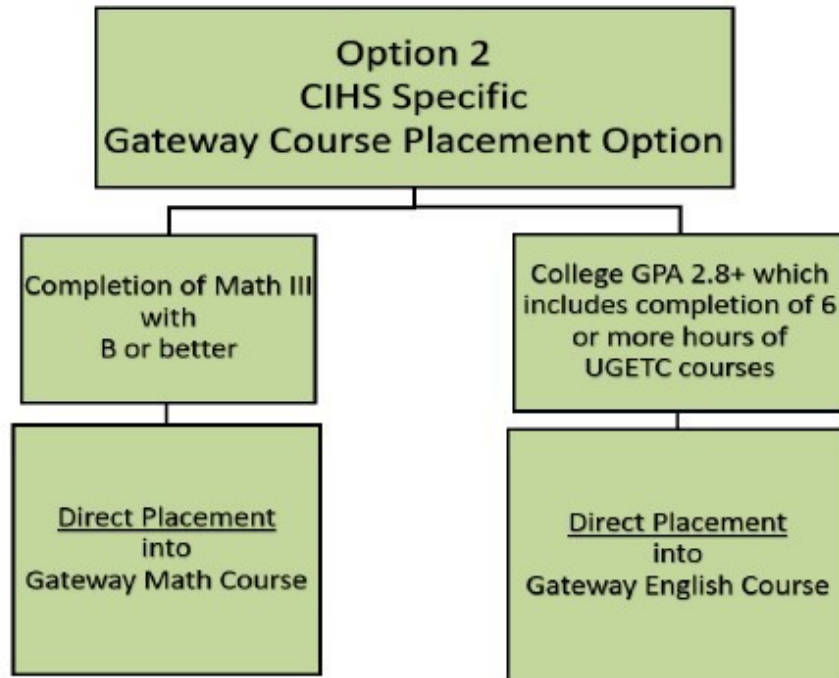 Option 2
CIHS Specific
Gateway Course Placement Option
Completion of Math III
with
B or better
College GPA 2.8+ which
includes completion of 6
or more hours of
UGETC courses
Direct Placement
into
Gateway Math Course
Direct Placement
into
Gateway English Course